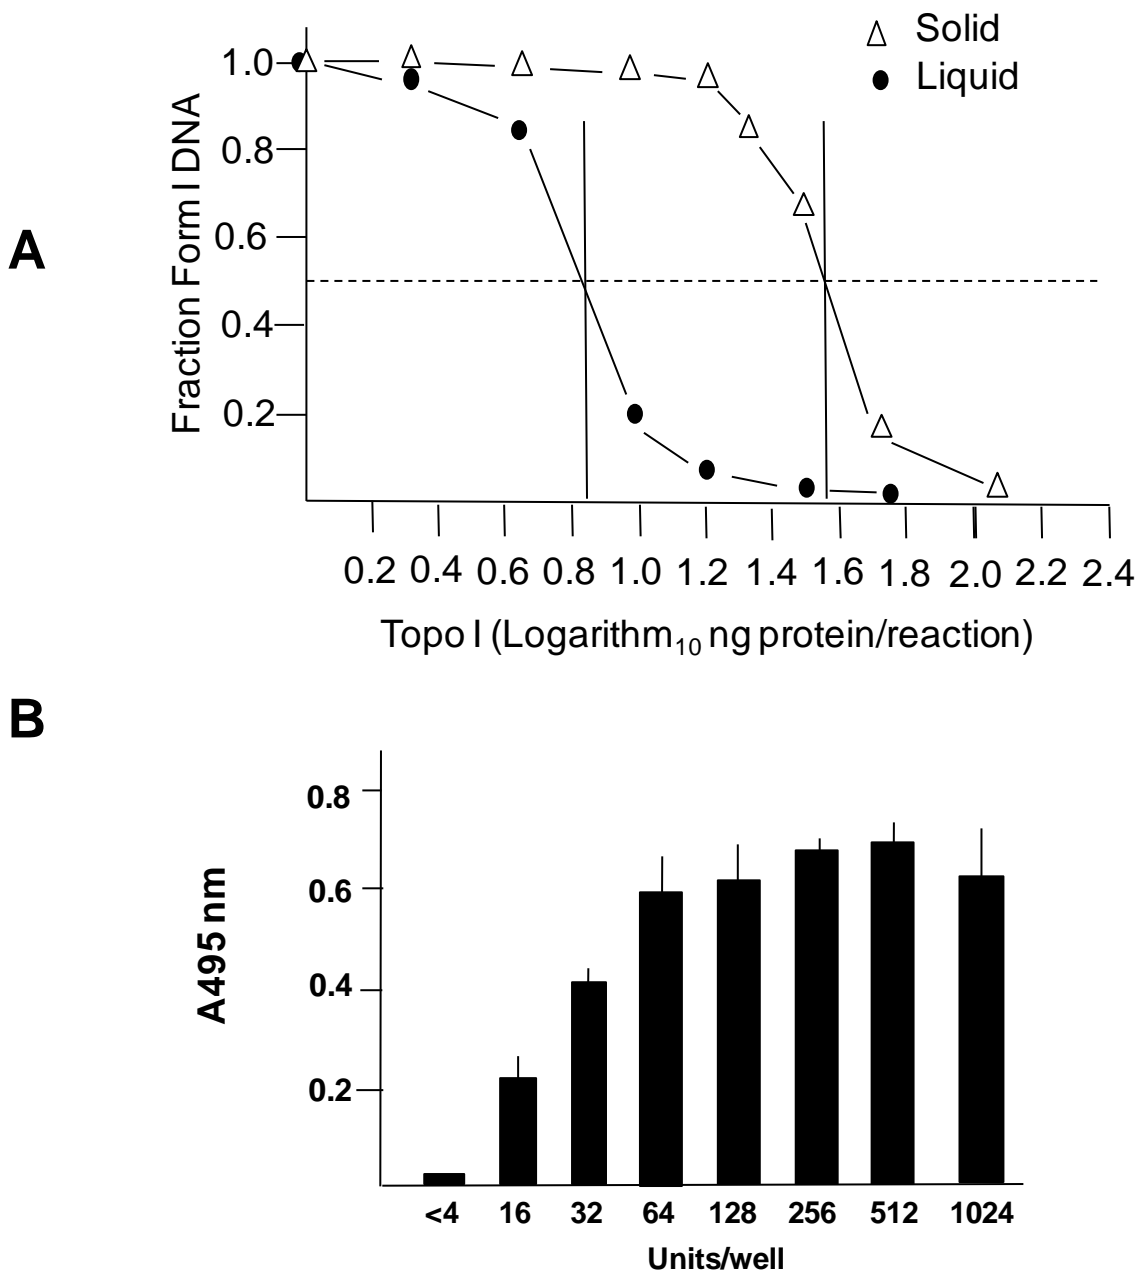 Solid
Liquid
A
Fraction Form I DNA
1.0
0.8
0.6
0.4
0.2
0.2 0.4 0.6 0.8 1.0 1.2 1.4 1.6 1.8 2.0 2.2 2.4
Topo I (Logarithm10 ng protein/reaction)
B
A495 nm
0.8
0.6
0.4
0.2
<4 16 32 64 128 256 512 1024
Units/well